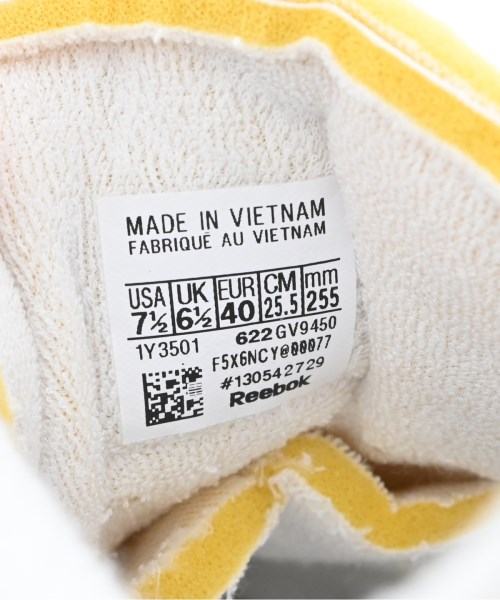 MADE IN VIETNAM
FABRIQUÉ AU VIETNAM
USA UK EUR CM mm
7½ 6½ 40 25.5 255
1Y3501 622 GV9450
F5X6NCY@00077
#130542729
Reebok